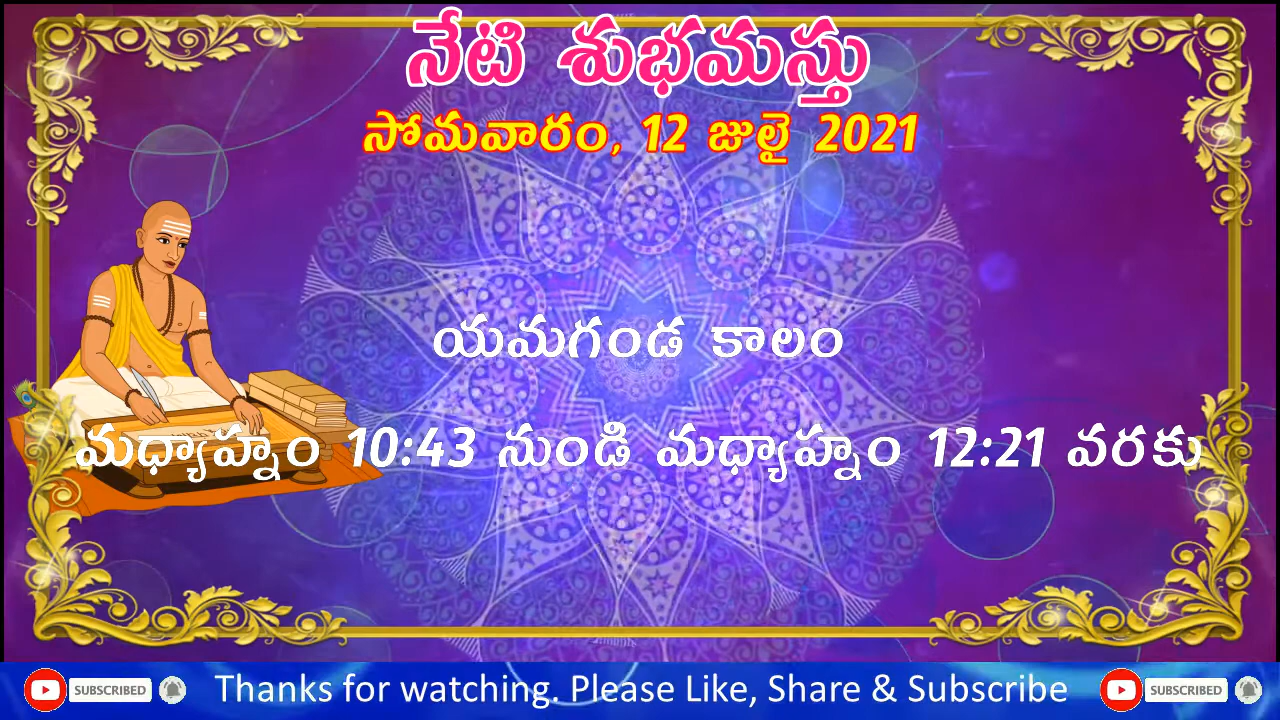 నేటి శుభమస్తు
సోమవారం, 12 జులై 2021
యమగండ కాలం
మధ్యాహ్నం 10:43 నుండి మధ్యాహ్నం 12:21 వరకు
SUBSCRIBED Thanks for watching. Please Like, Share & Subscribe SUBSCRIBED